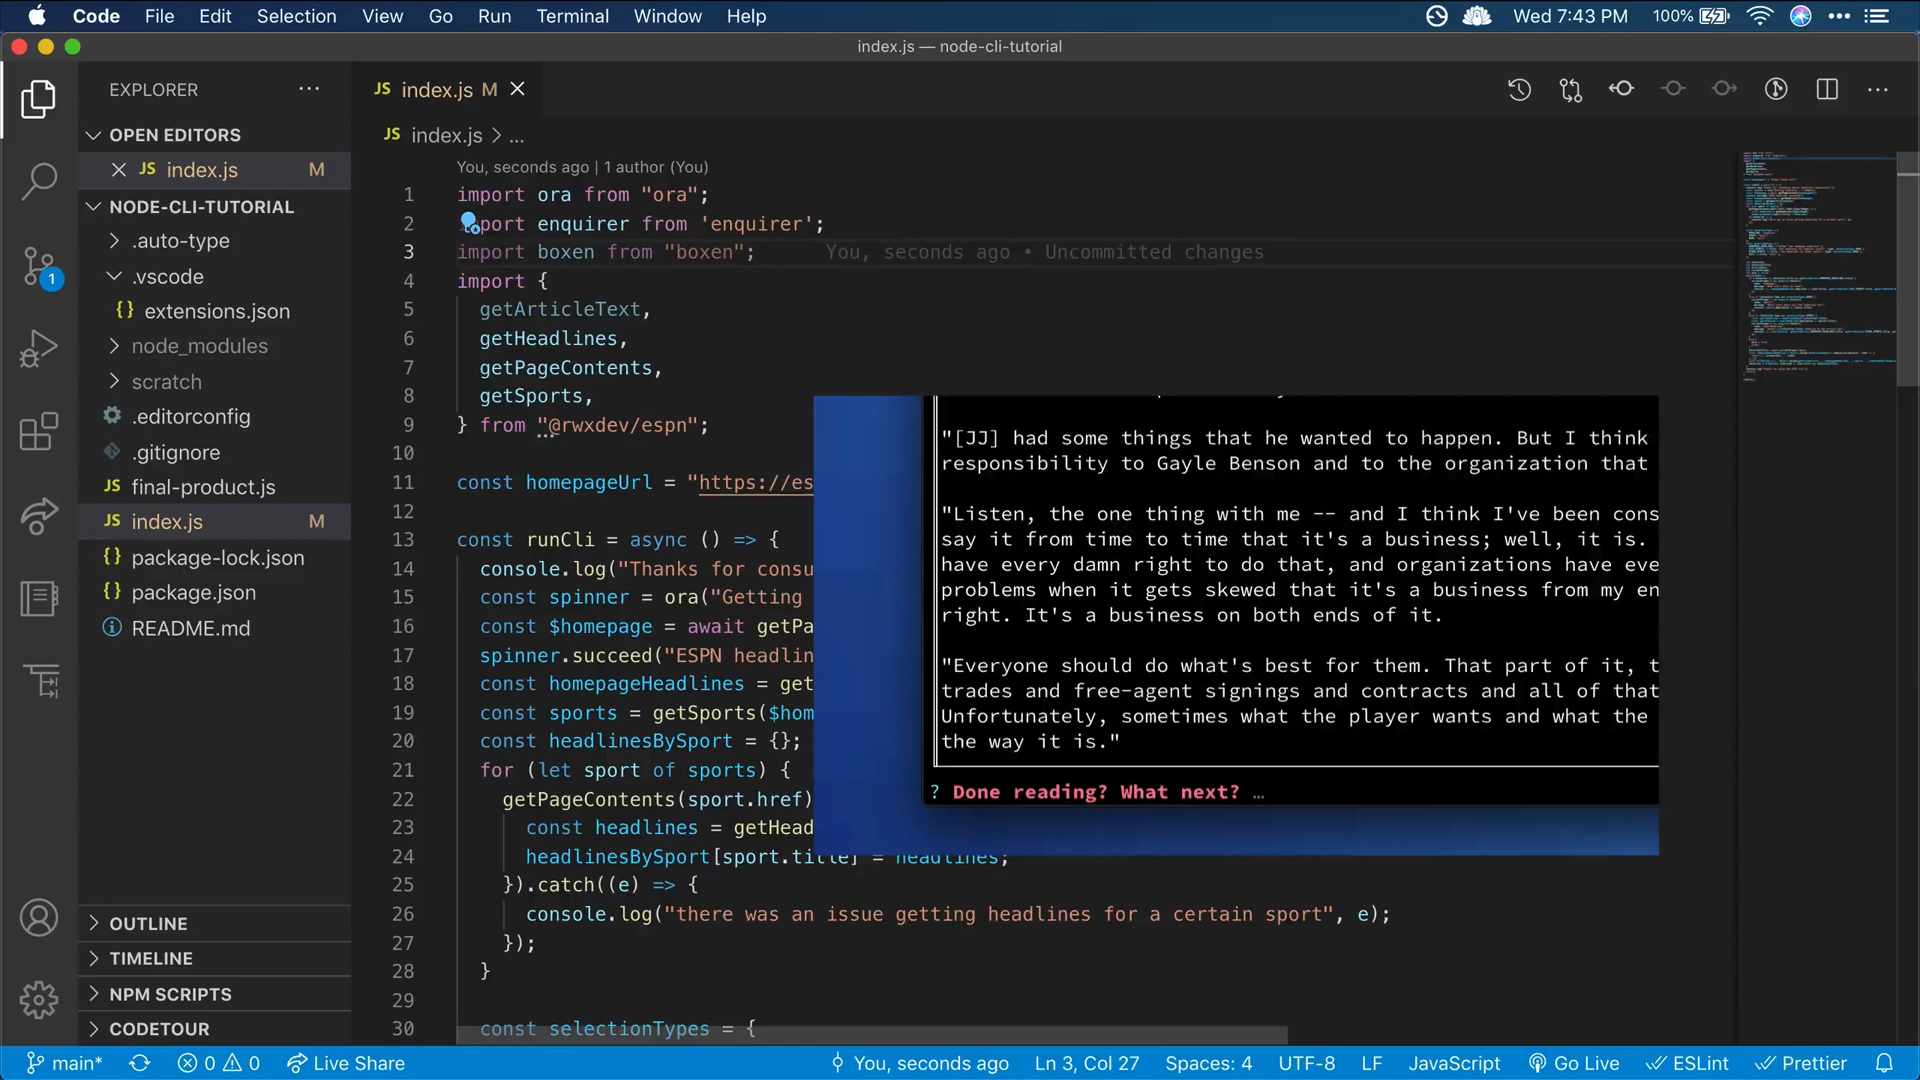 Code File Edit Selection View Go Run Terminal Window Help Wed 7:43 PM 100%
index.js — node-cli-tutorial
EXPLORER
OPEN EDITORS
index.js M
NODE-CLI-TUTORIAL
.auto-type
.vscode
{} extensions.json
node_modules
scratch
.editorconfig
.gitignore
JS final-product.js
JS index.js M
{} package-lock.json
{} package.json
README.md
OUTLINE
TIMELINE
NPM SCRIPTS
CODETOUR
1
JS index.js M
JS index.js > ...
You, seconds ago | 1 author (You)
1 import ora from "ora";
2 port enquirer from 'enquirer';
3 import boxen from "boxen"; You, seconds ago • Uncommitted changes
4 import {
5 getArticleText,
6 getHeadlines,
7 getPageContents,
8 getSports,
9 } from "@rwxdev/espn";
10
11 const homepageUrl = "https://es
12
13 const runCli = async () => {
14 console.log("Thanks for consu
15 const spinner = ora("Getting
16 const $homepage = await getPa
17 spinner.succeed("ESPN headlin
18 const homepageHeadlines = get
19 const sports = getSports($hom
20 const headlinesBySport = {};
21 for (let sport of sports) {
22 getPageContents(sport.href)
23 const headlines = getHead
24 headlinesBySport[sport.title] = headlines;
25 }).catch((e) => {
26 console.log("there was an issue getting headlines for a certain sport", e);
27 });
28 }
29
30 const selectionTypes = {
"[JJ] had some things that he wanted to happen. But I think
responsibility to Gayle Benson and to the organization that
"Listen, the one thing with me -- and I think I've been cons
say it from time to time that it's a business; well, it is.
have every damn right to do that, and organizations have eve
problems when it gets skewed that it's a business from my en
right. It's a business on both ends of it.
"Everyone should do what's best for them. That part of it, t
trades and free-agent signings and contracts and all of that
Unfortunately, sometimes what the player wants and what the
the way it is."
? Done reading? What next? …
main* 0 0 Live Share You, seconds ago Ln 3, Col 27 Spaces: 4 UTF-8 LF JavaScript Go Live ESLint Prettier